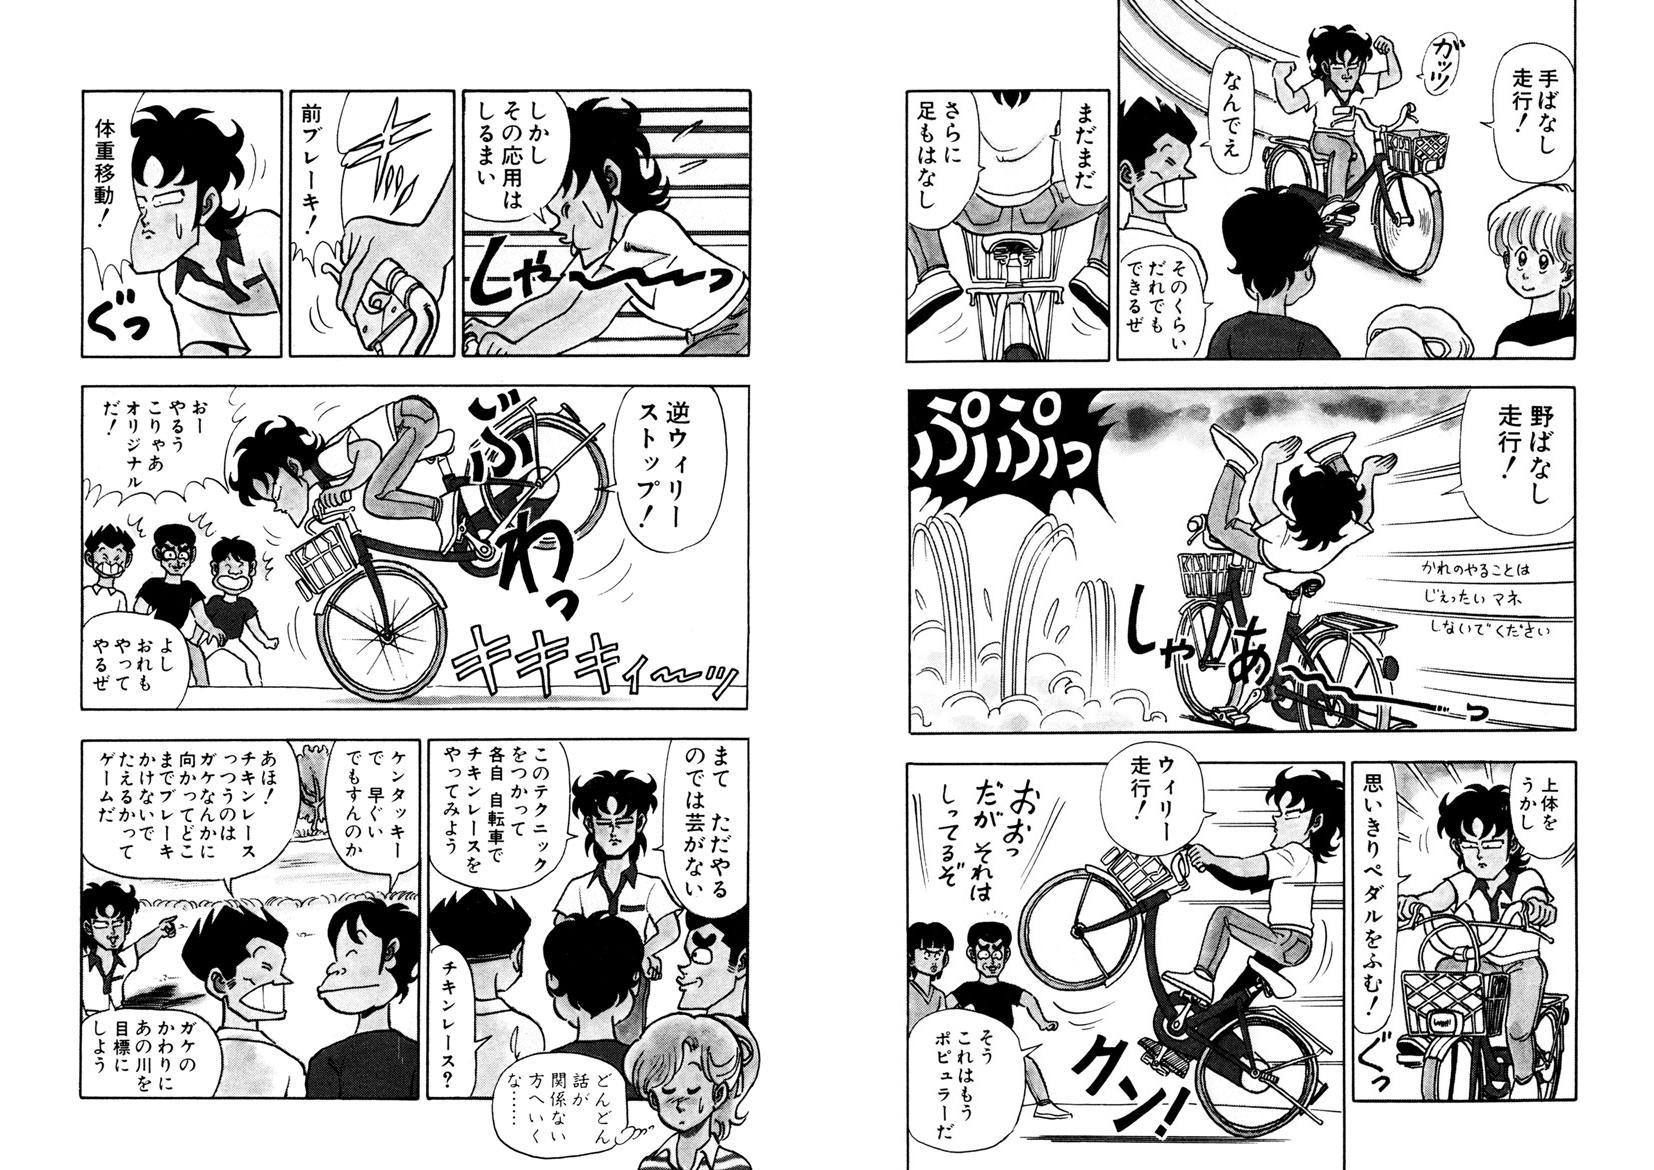 手ばなし
走行！
ガッツ
なんでえ
そのくらい
だれでも
できるぜ
まだまだ
さらに
足もはなし
野ばなし
走行！
ぷぷぷっ
かれのやることは
じぇったいマネ
しないでください
しゃあ〜〜っ
上体を
うかし
思いきりペダルをふむ！
ぐっ
ウィリー
走行！
おおっ
だが それは
しってるぞ
そう
これはもう
ポピュラーだ
クン！
しかし
その応用は
しるまい
しゃ〜〜〜っ
前ブレーキ！
キッ
体重移動！
ぐっ
逆ウィリー
ストップ！
ぶわっ
キキキィ〜ッ
おー
やるう
こりゃあ
オリジナル
だ！
よし
おれも
やって
やるぜ
まて ただやる
のでは芸がない
このテクニック
をつかって
各自 自転車で
チキンレースを
やってみよう
チキンレース？
どんどん
話が
関係ない
方へいく
な……
ケンタッキー
で 早ぐい
でもすんのか
あほ！
チキンレース
っつうのは
ガケなんかに
向かってどこ
までブレーキ
かけないで
たえるかって
ゲームだ
ガケの
かわりに
あの川を
目標に
しよう